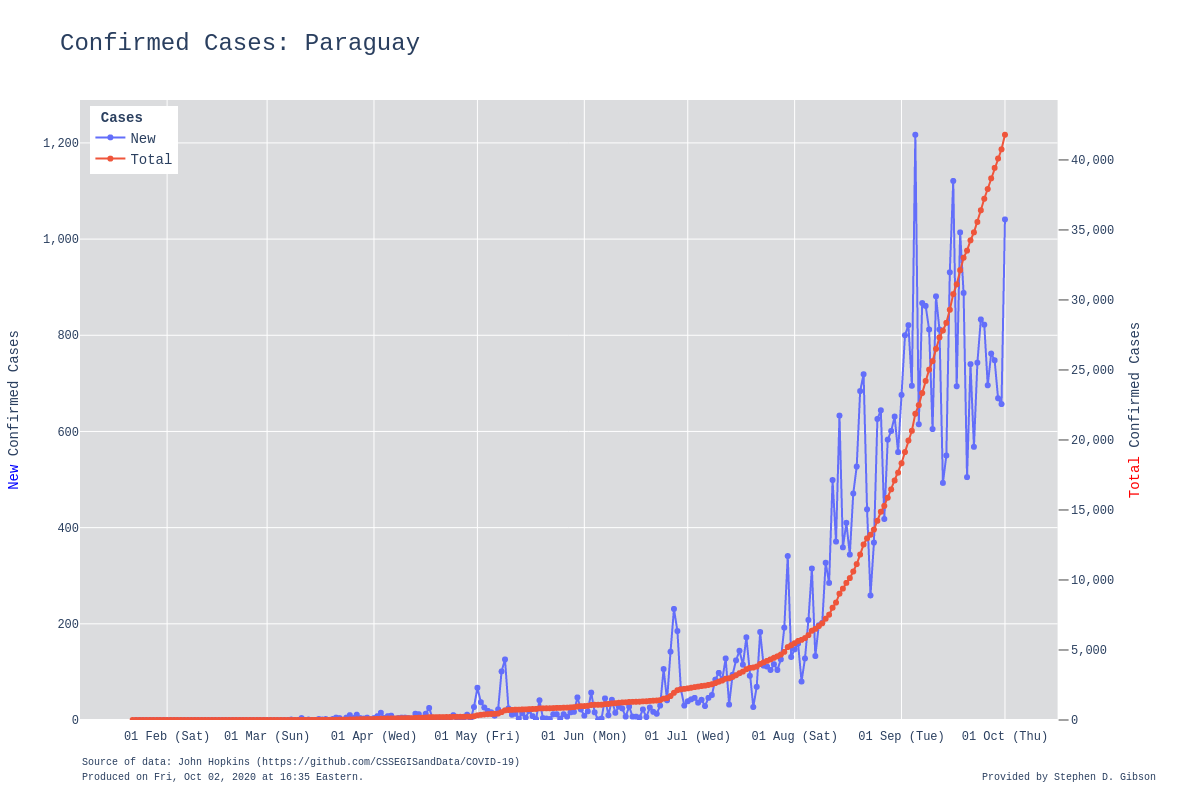 Confirmed Cases: Paraguay
Cases
New
Total
1,200
1,000
800
600
400
200
0
40,000
35,000
30,000
25,000
20,000
15,000
10,000
5,000
0
New Confirmed Cases
Total Confirmed Cases
01 Feb (Sat)
01 Mar (Sun)
01 Apr (Wed)
01 May (Fri)
01 Jun (Mon)
01 Jul (Wed)
01 Aug (Sat)
01 Sep (Tue)
01 Oct (Thu)
Source of data: John Hopkins (https://github.com/CSSEGISandData/COVID-19)
Produced on Fri, Oct 02, 2020 at 16:35 Eastern.
Provided by Stephen D. Gibson